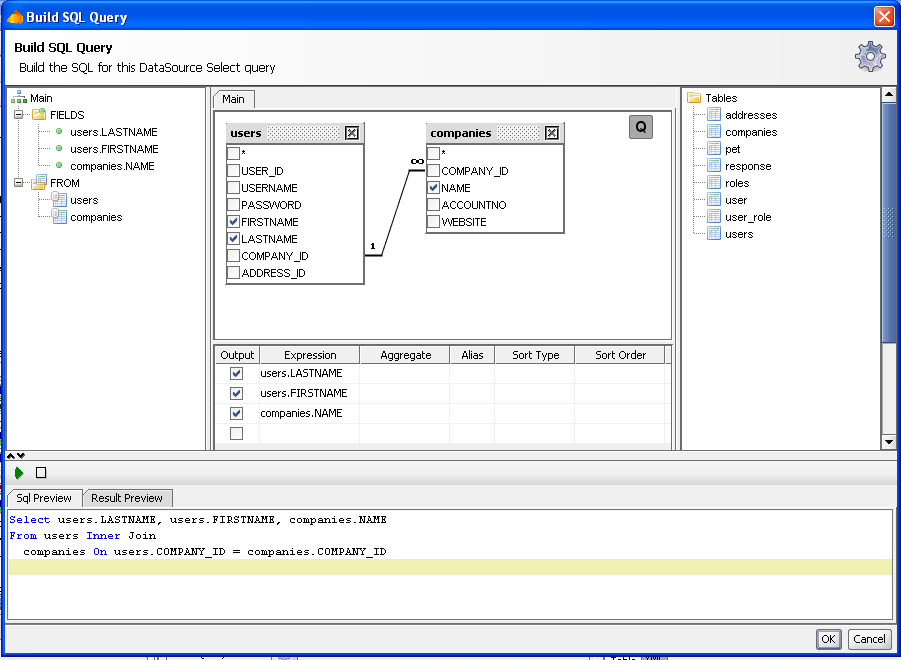 Build SQL Query
Build SQL Query
Build the SQL for this DataSource Select query
Main
FIELDS
users.LASTNAME
users.FIRSTNAME
companies.NAME
FROM
users
companies
Main
users
*
USER_ID
USERNAME
PASSWORD
FIRSTNAME
LASTNAME
COMPANY_ID
ADDRESS_ID
1
∞
companies
*
COMPANY_ID
NAME
ACCOUNTNO
WEBSITE
Q
Output Expression Aggregate Alias Sort Type Sort Order
users.LASTNAME
users.FIRSTNAME
companies.NAME
Tables
addresses
companies
pet
response
roles
user
user_role
users
Sql Preview Result Preview
Select users.LASTNAME, users.FIRSTNAME, companies.NAME
From users Inner Join
companies On users.COMPANY_ID = companies.COMPANY_ID
OK Cancel